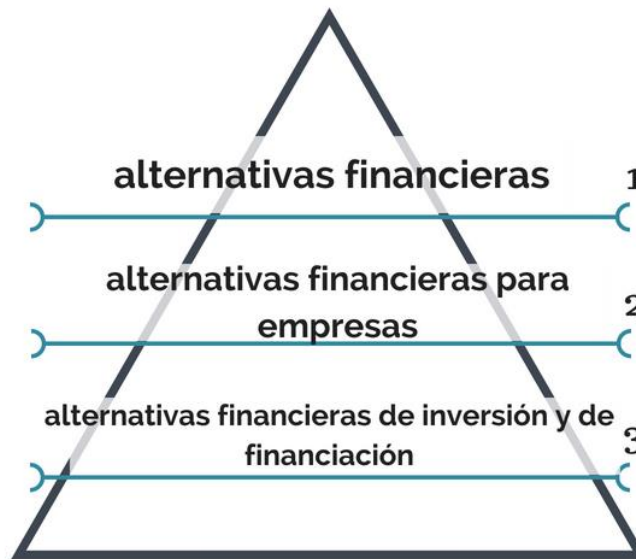 alternativas financieras 1
alternativas financieras para
empresas
2
alternativas financieras de inversión y de
financiación
3